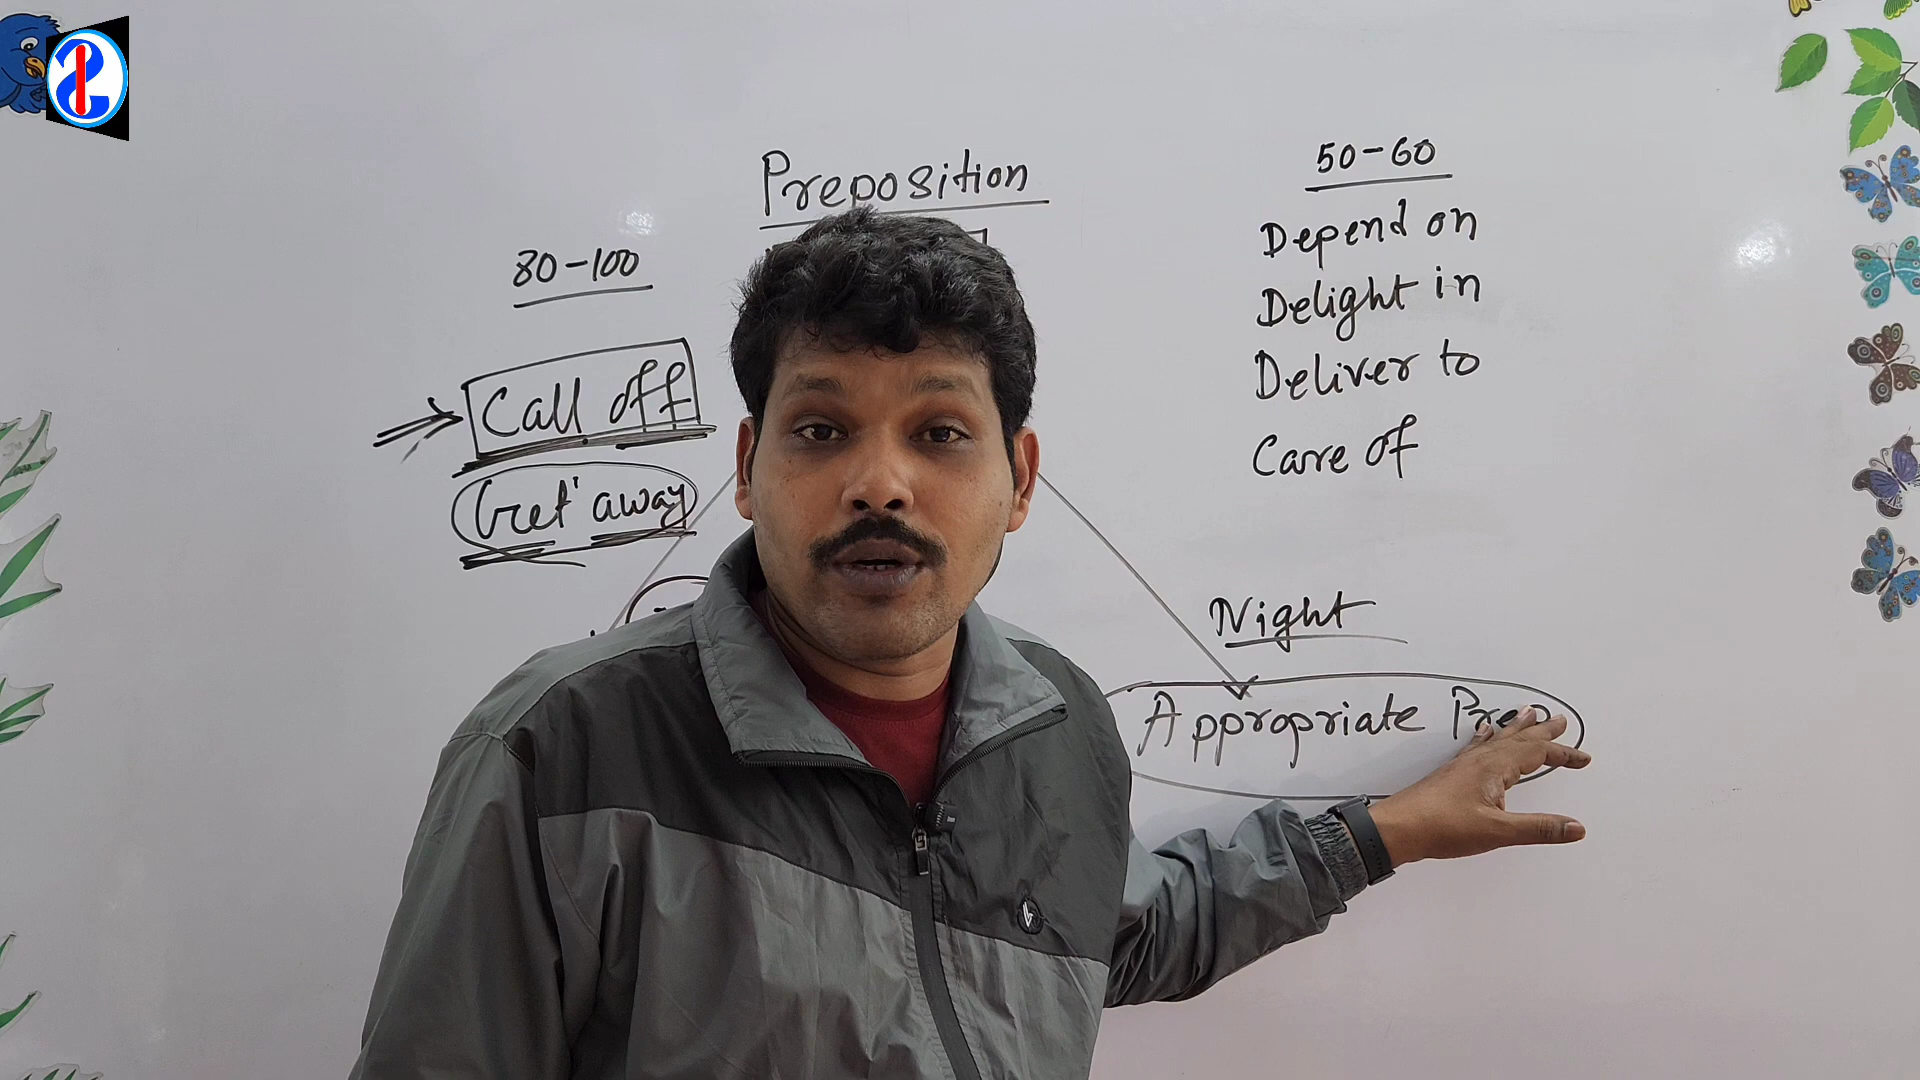 Preposition
80-100
Call off
Get away
50-60
Depend on
Delight in
Deliver to
Care of
Night
Appropriate Prep